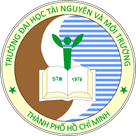 TRƯỜNG ĐẠI HỌC TÀI NGUYÊN VÀ MÔI TRƯỜNG
DTM 1976
THÀNH PHỐ HỒ CHÍ MINH